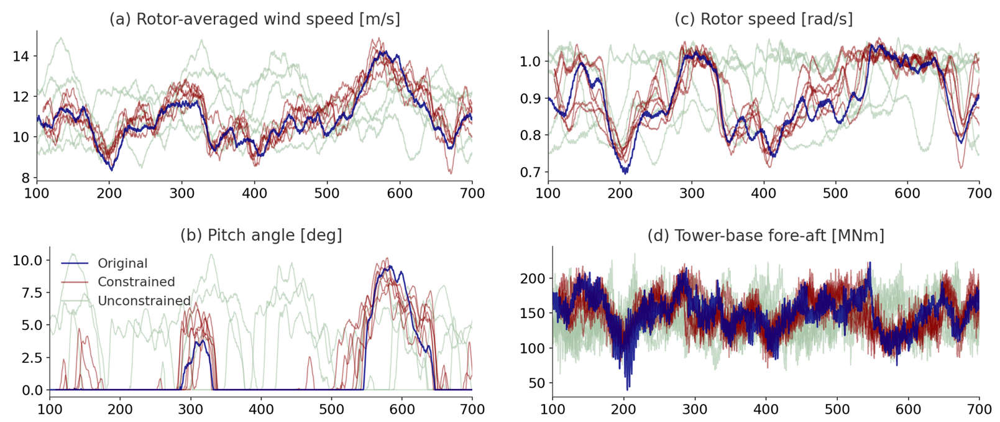 (a) Rotor-averaged wind speed [m/s]
14
12
10
8
100 200 300 400 500 600 700
(c) Rotor speed [rad/s]
1.0
0.9
0.8
0.7
100 200 300 400 500 600 700
(b) Pitch angle [deg]
10.0
7.5
5.0
2.5
0.0
Original
Constrained
Unconstrained
100 200 300 400 500 600 700
(d) Tower-base fore-aft [MNm]
200
150
100
50
100 200 300 400 500 600 700